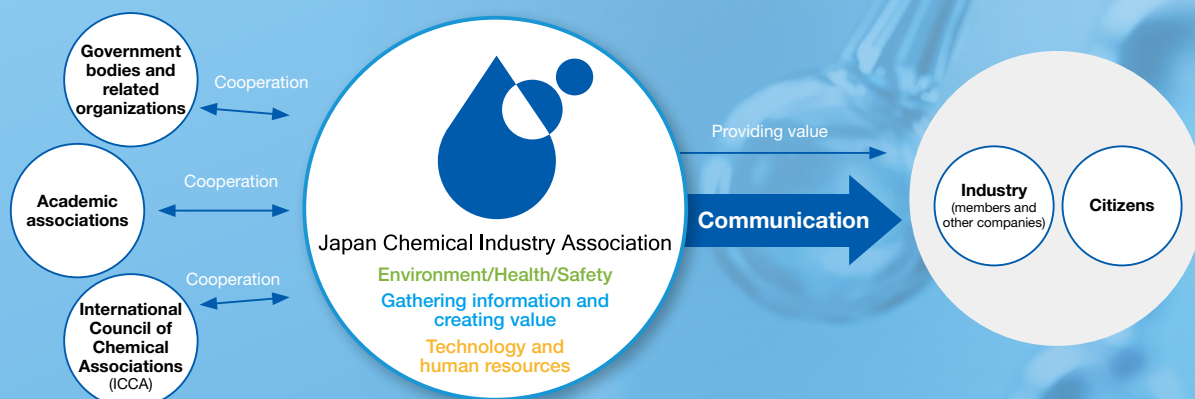 Government
bodies and
related
organizations
Cooperation
Academic
associations
Cooperation
International
Council of
Chemical
Associations
(ICCA)
Cooperation
Japan Chemical Industry Association
Environment/Health/Safety
Gathering information and
creating value
Technology and
human resources
Providing value
Communication
Industry
(members and
other companies)
Citizens